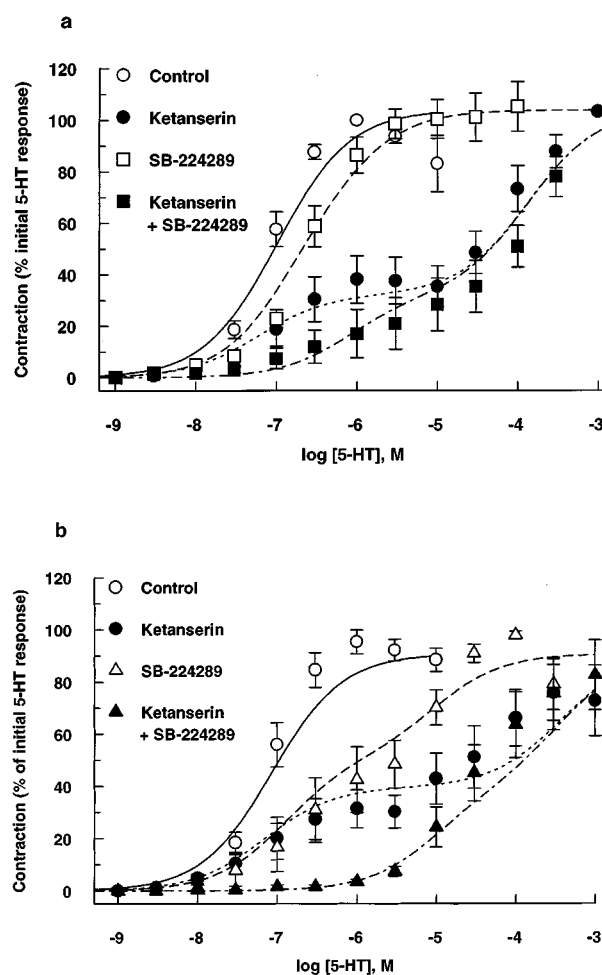 a
120
100
80
60
40
20
0
Contraction (% initial 5-HT response)
Control
Ketanserin
SB-224289
Ketanserin
+ SB-224289
-9 -8 -7 -6 -5 -4 -3
log [5-HT], M
b
120
100
80
60
40
20
0
Contraction (% of initial 5-HT response)
Control
Ketanserin
SB-224289
Ketanserin
+ SB-224289
-9 -8 -7 -6 -5 -4 -3
log [5-HT], M